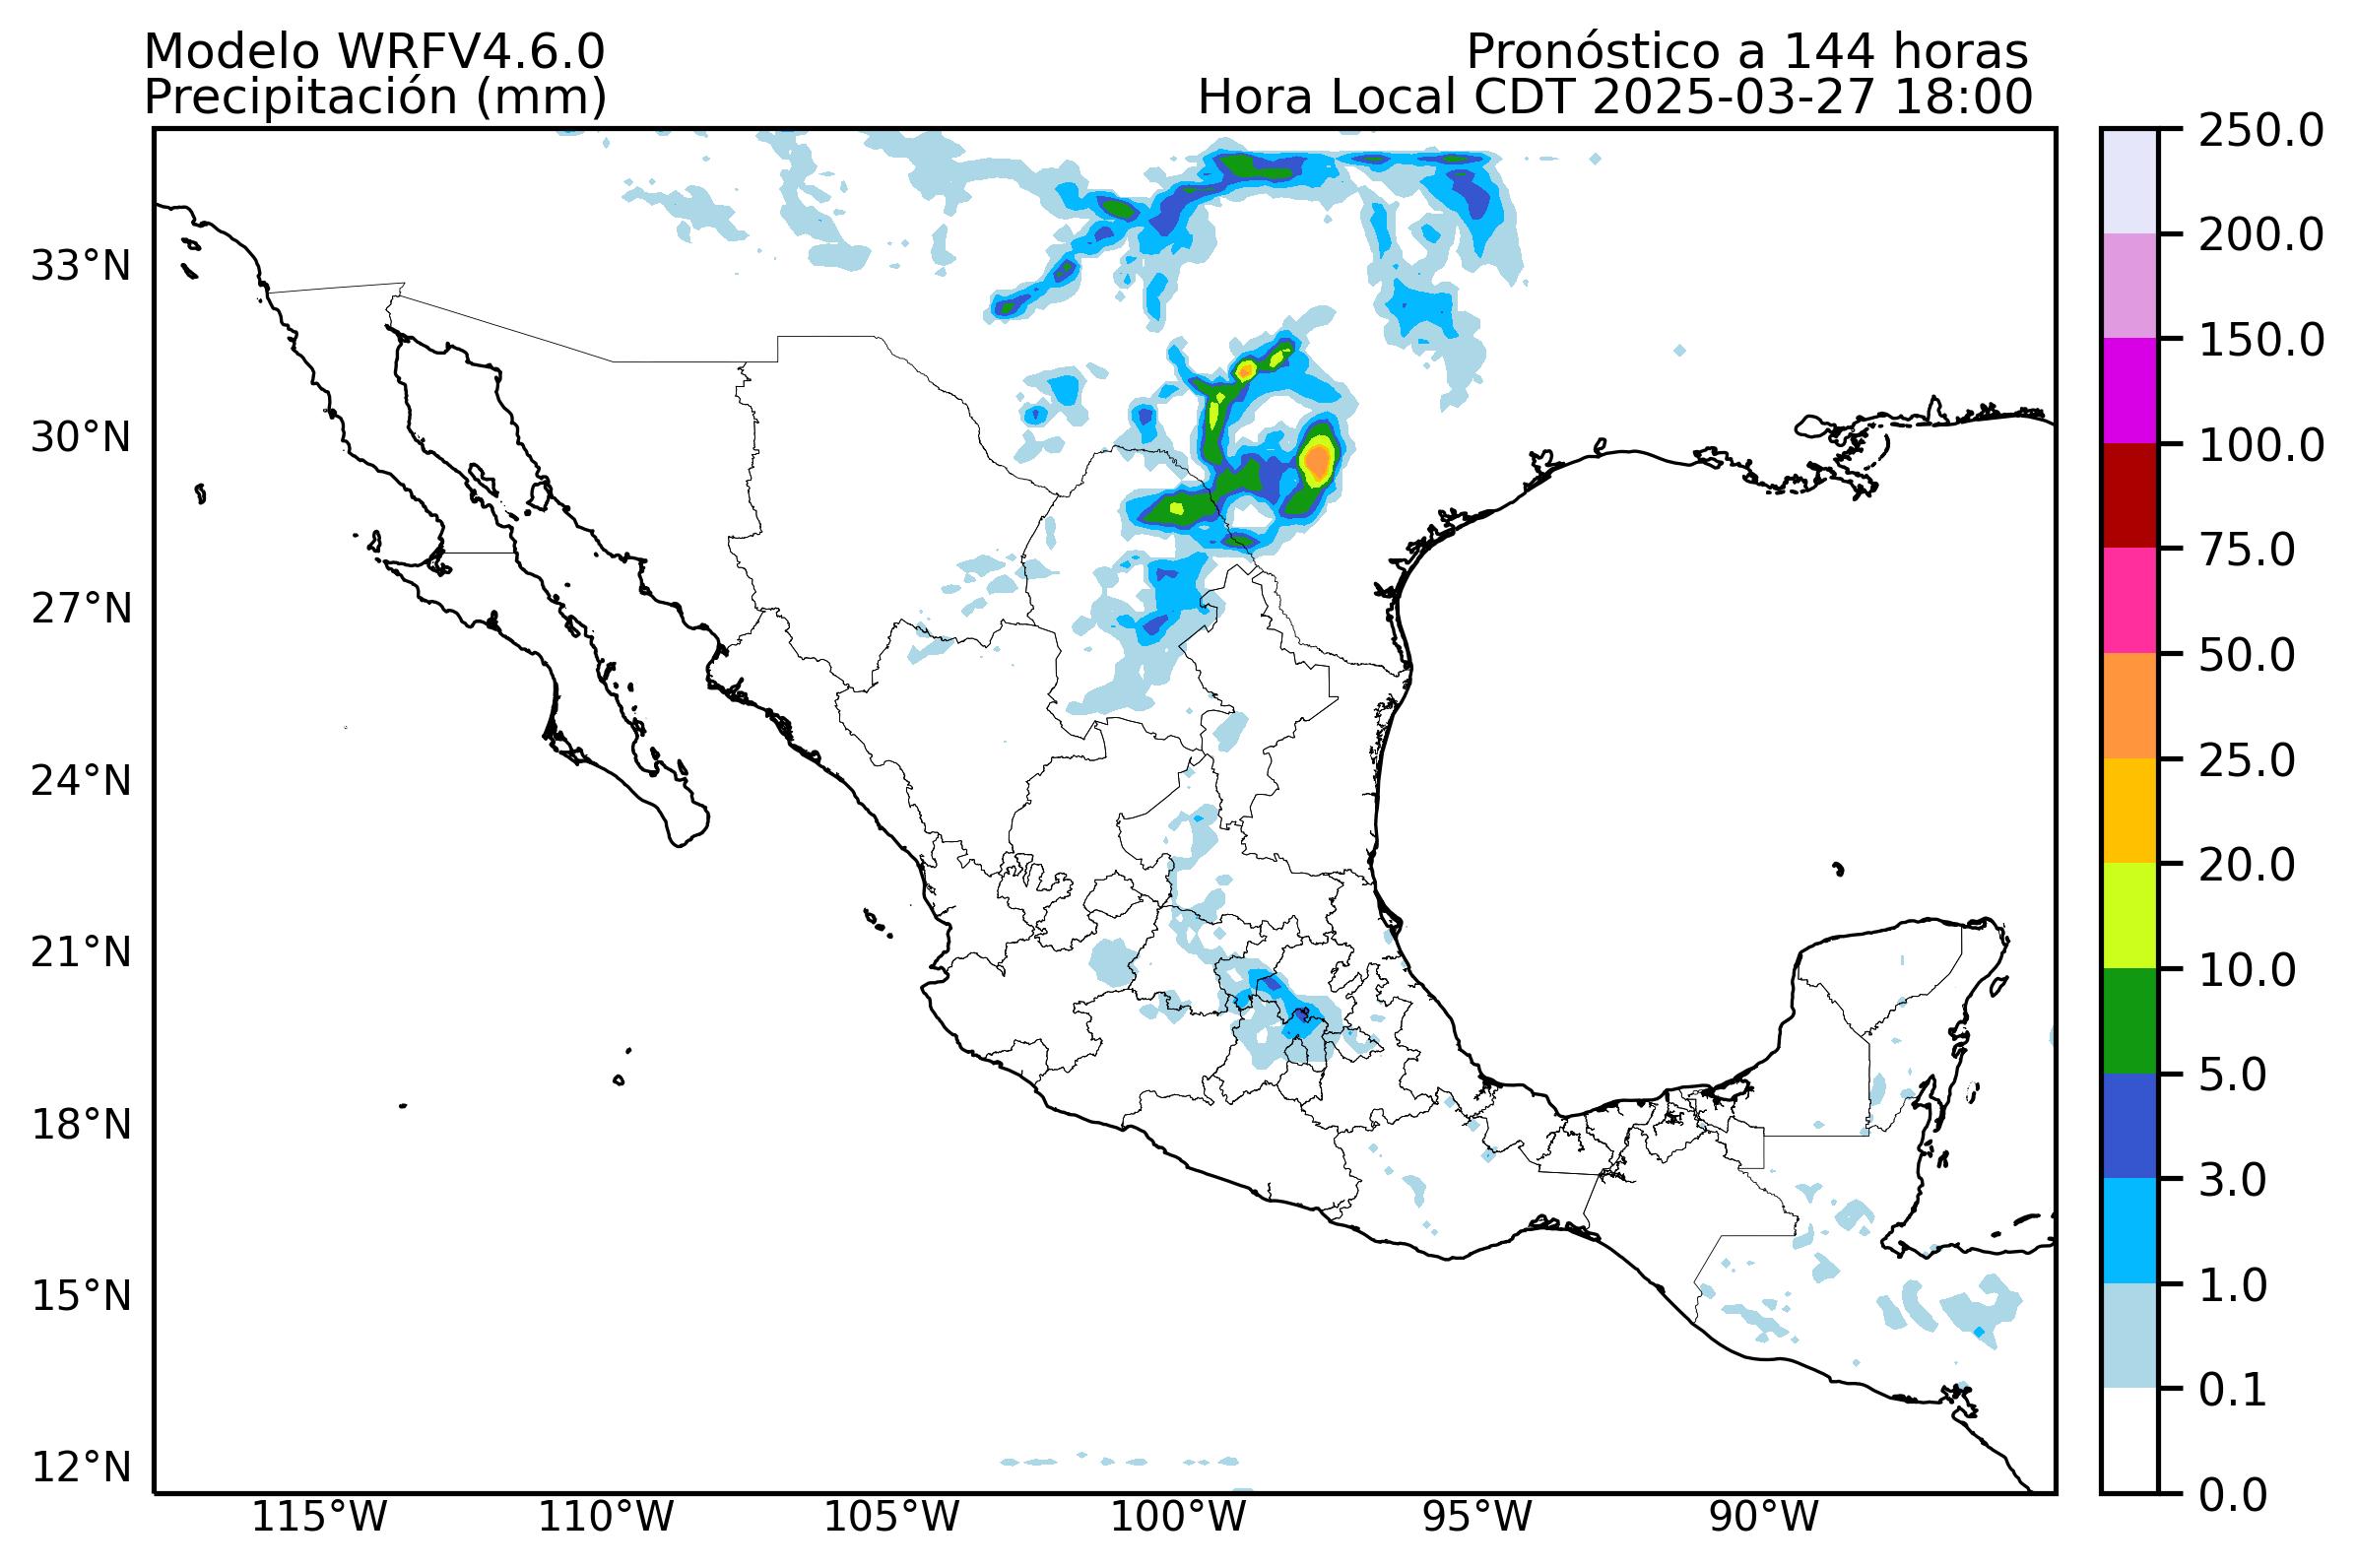 Modelo WRFV4.6.0
Pronóstico a 144 horas
Precipitación (mm)
Hora Local CDT 2025-03-27 18:00
250.0
200.0
150.0
100.0
75.0
50.0
25.0
20.0
10.0
5.0
3.0
1.0
0.1
0.0
33°N
30°N
27°N
24°N
21°N
18°N
15°N
12°N
115°W
110°W
105°W
100°W
95°W
90°W